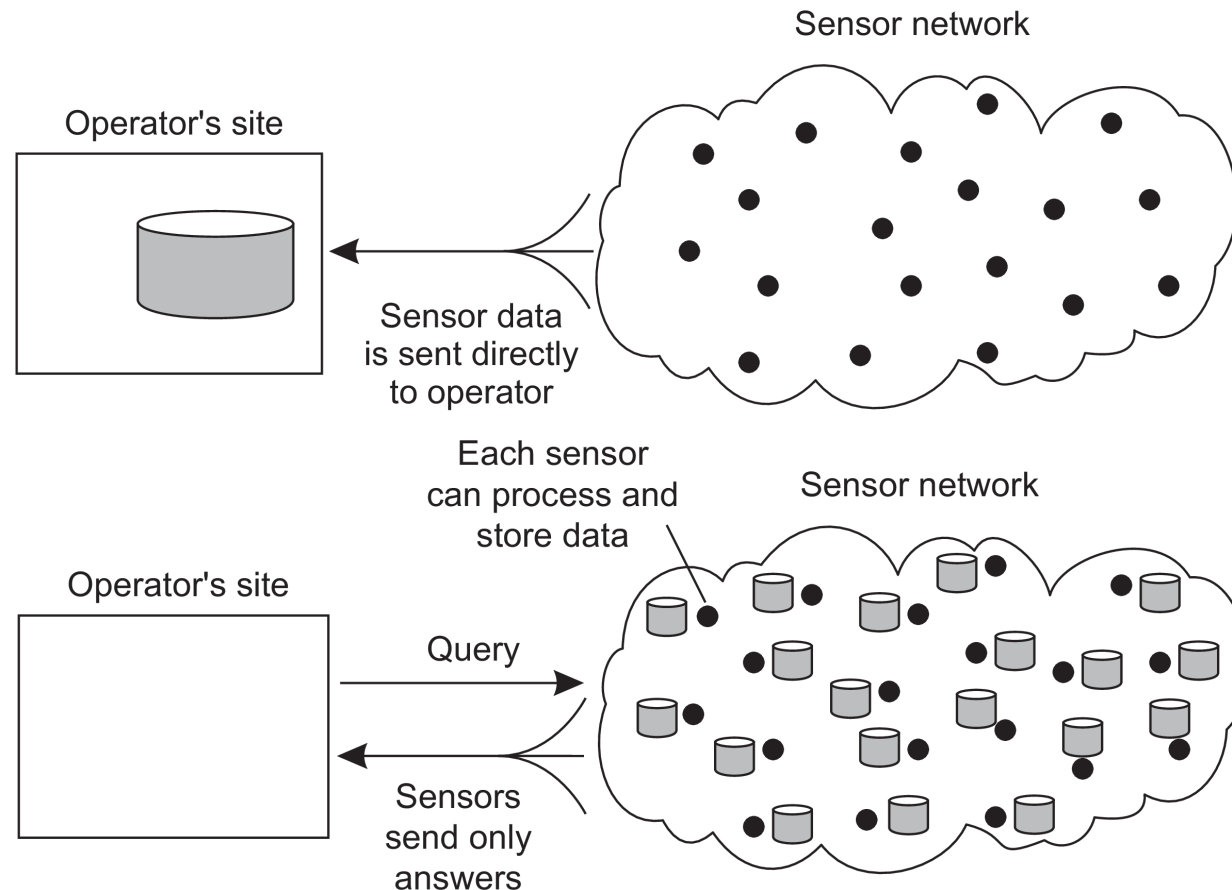 Sensor network
Operator's site
Sensor data
is sent directly
to operator
Each sensor
can process and
store data
Sensor network
Operator's site
Query
Sensors
send only
answers